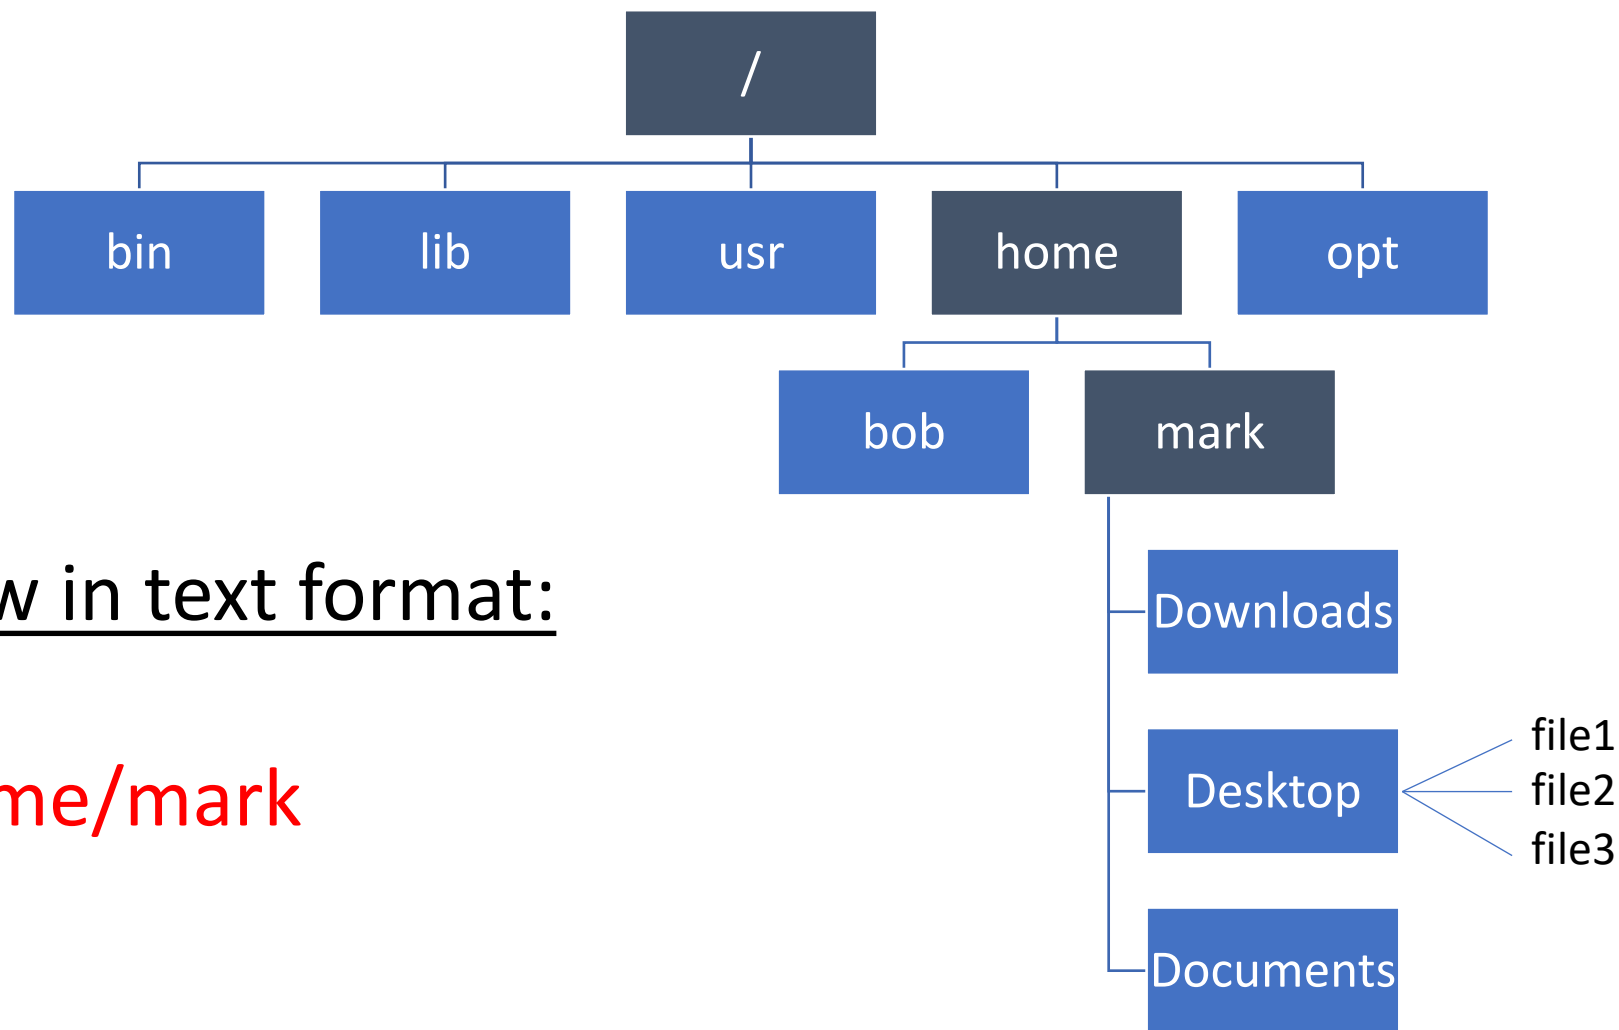 /
bin lib usr home opt
bob mark
w in text format:
Downloads
me/mark
Desktop
file1
file2
file3
Documents